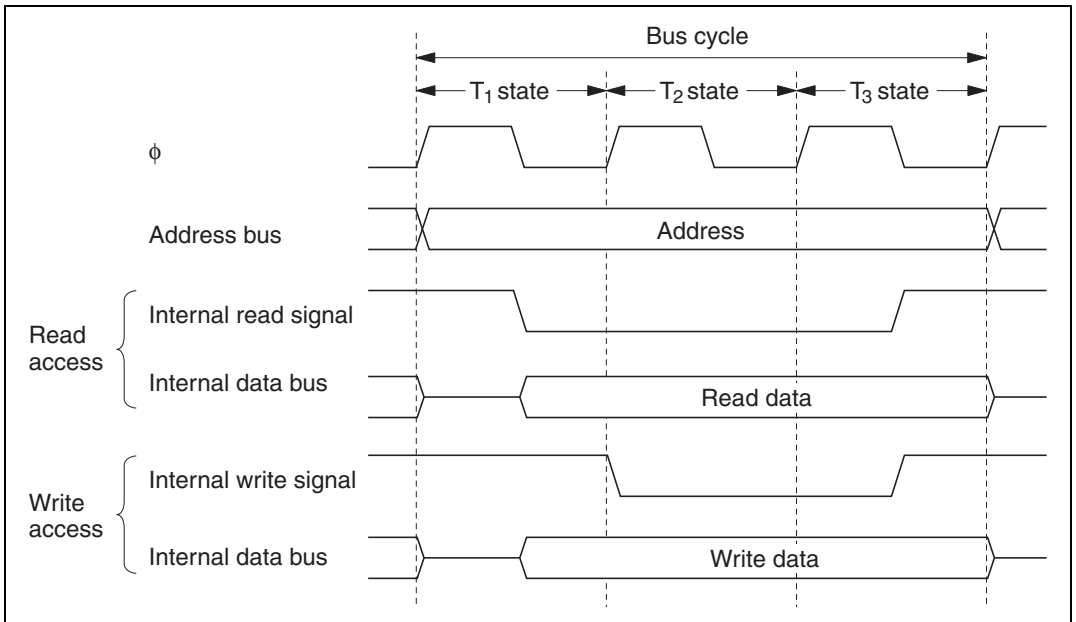 Bus cycle
T₁ state T₂ state T₃ state
ϕ
Address bus Address
Internal read signal
Read
access
Internal data bus Read data
Internal write signal
Write
access
Internal data bus Write data